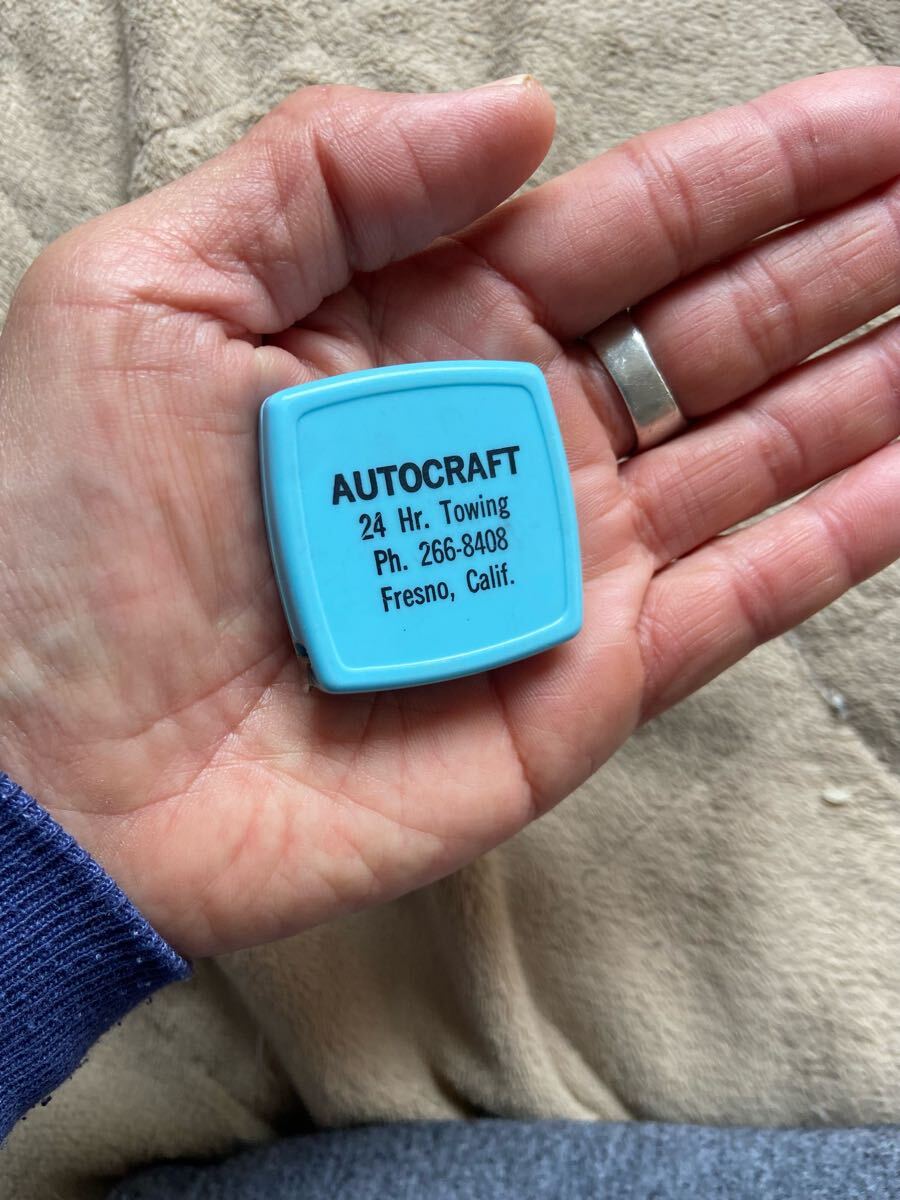 AUTOCRAFT
24 Hr. Towing
Ph. 266-8408
Fresno, Calif.